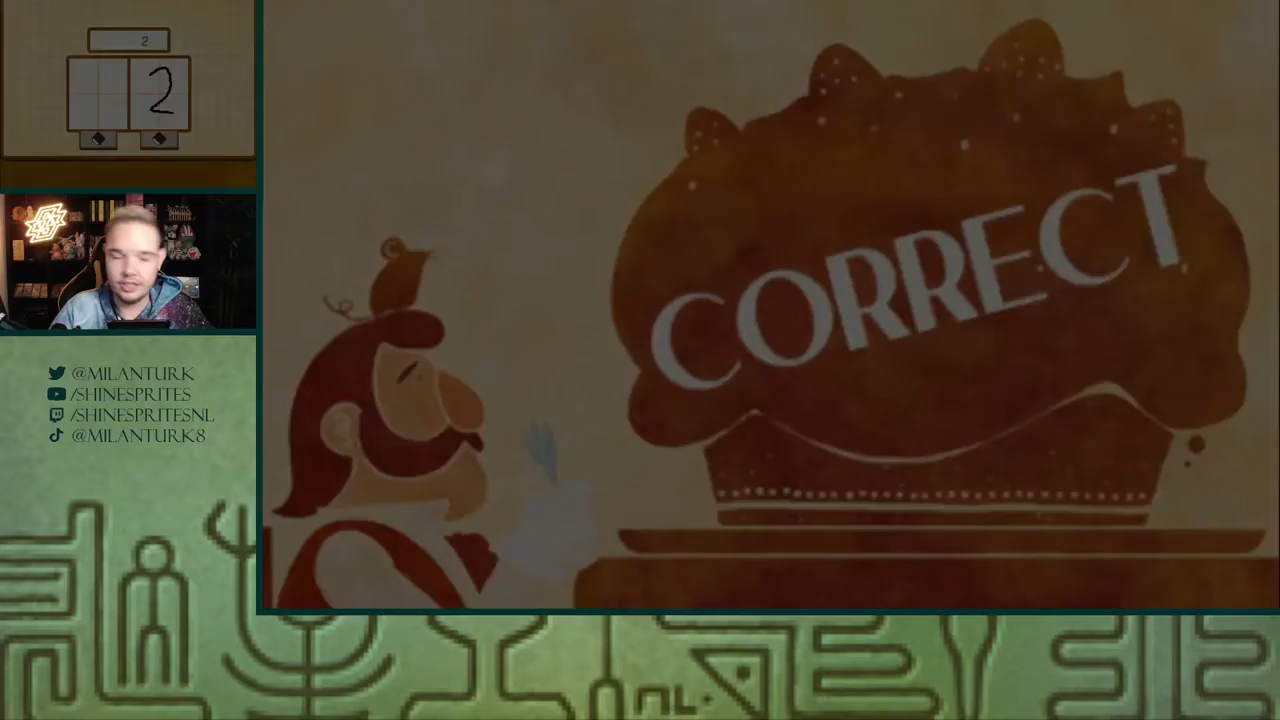 2
2
CORRECT
@MILANTURK
/SHINESPRITES
/SHINESPRITESNL
@MILANTURK8